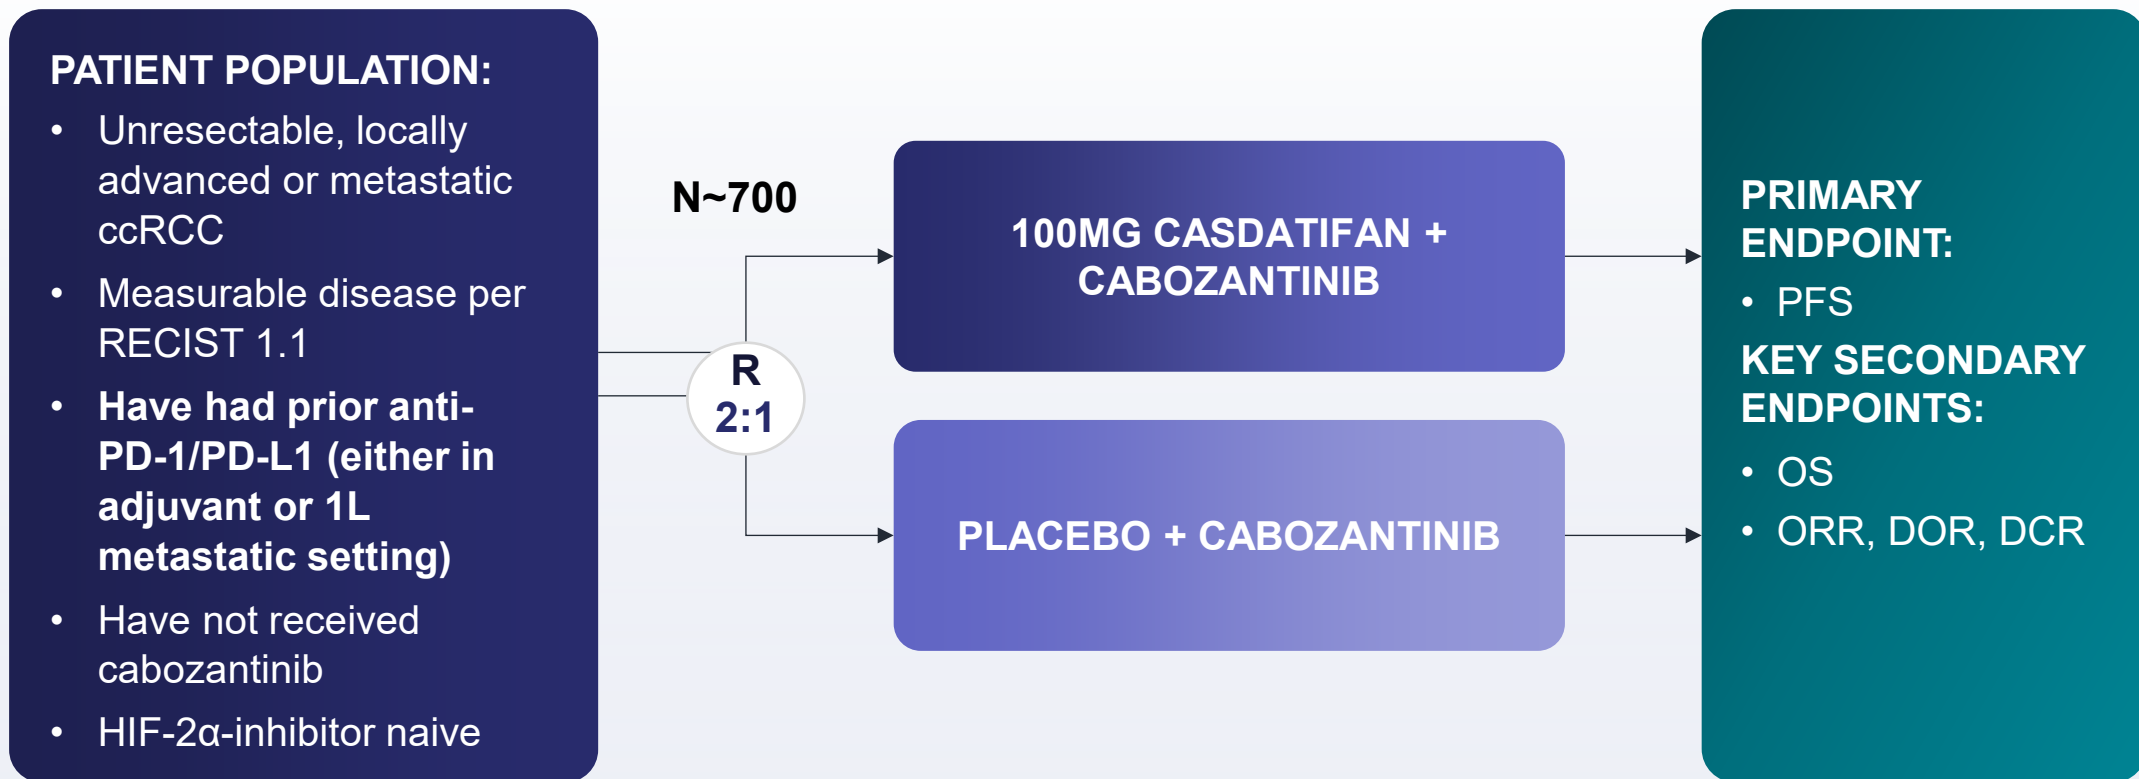 PATIENT POPULATION:
• Unresectable, locally
advanced or metastatic
ccRCC
• Measurable disease per
RECIST 1.1
• Have had prior anti-
PD-1/PD-L1 (either in
adjuvant or 1L
metastatic setting)
• Have not received
cabozantinib
• HIF-2α-inhibitor naive
N~700
R
2:1
100MG CASDATIFAN +
CABOZANTINIB
PLACEBO + CABOZANTINIB
PRIMARY
ENDPOINT:
• PFS
KEY SECONDARY
ENDPOINTS:
• OS
• ORR, DOR, DCR